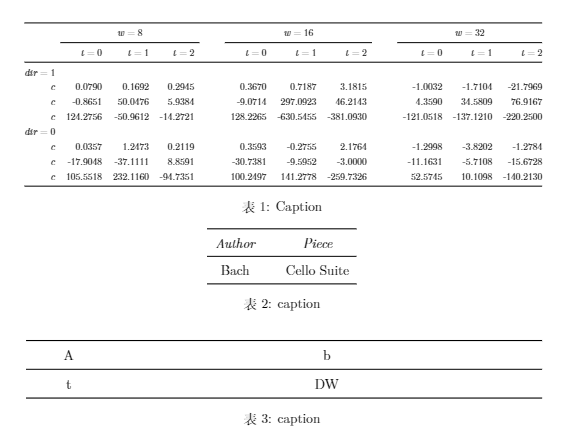 w = 8 w = 16 w = 32
t = 0 t = 1 t = 2 t = 0 t = 1 t = 2 t = 0 t = 1 t = 2
dir = 1
c 0.0790 0.1692 0.2945 0.3670 0.7187 3.1815 -1.0032 -1.7104 -21.7969
c -0.8651 50.0476 5.9384 -9.0714 297.0923 46.2143 4.3590 34.5809 76.9167
c 124.2756 -50.9612 -14.2721 128.2265 -630.5455 -381.0930 -121.0518 -137.1210 -220.2500
dir = 0
c 0.0357 1.2473 0.2119 0.3593 -0.2755 2.1764 -1.2998 -3.8202 -1.2784
c -17.9048 -37.1111 8.8591 -30.7381 -9.5952 -3.0000 -11.1631 -5.7108 -15.6728
c 105.5518 232.1160 -94.7351 100.2497 141.2778 -259.7326 52.5745 10.1098 -140.2130
表 1: Caption
Author Piece
Bach Cello Suite
表 2: caption
A b
t DW
表 3: caption